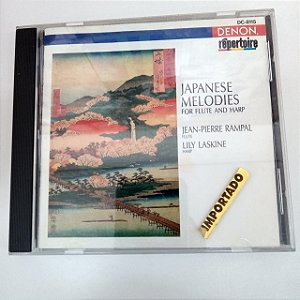 DC-8115
DENON
répertoire
JAPANESE
MELODIES
FOR FLUTE AND HARP
JEAN-PIERRE RAMPAL
FLUTE
LILY LASKINE
HARP
IMPORTADO